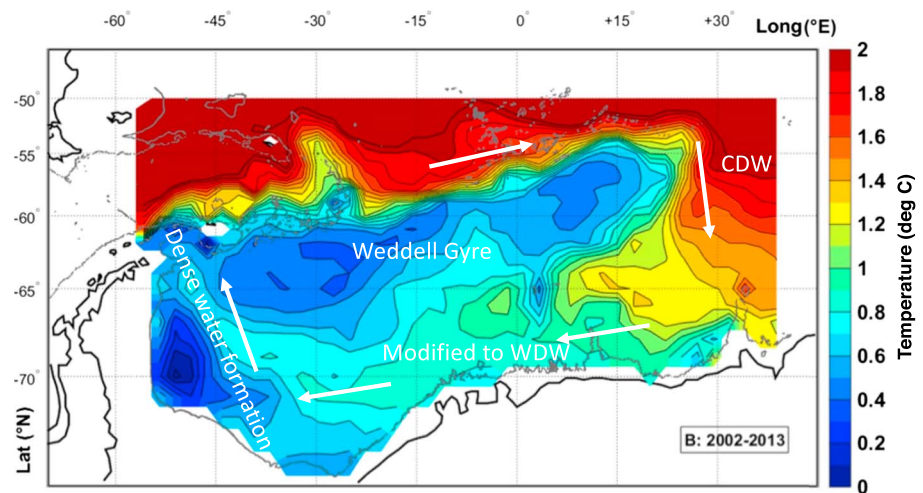 -60° -45° -30° -15° 0° +15° +30°
Long(°E)
-50°
-55°
-60°
-65°
-70°
Lat (°N)
CDW
Weddell Gyre
Modified to WDW
Dense water formation
B: 2002-2013
2
1.8
1.6
1.4
1.2
1
0.8
0.6
0.4
0.2
0
Temperature (deg C)